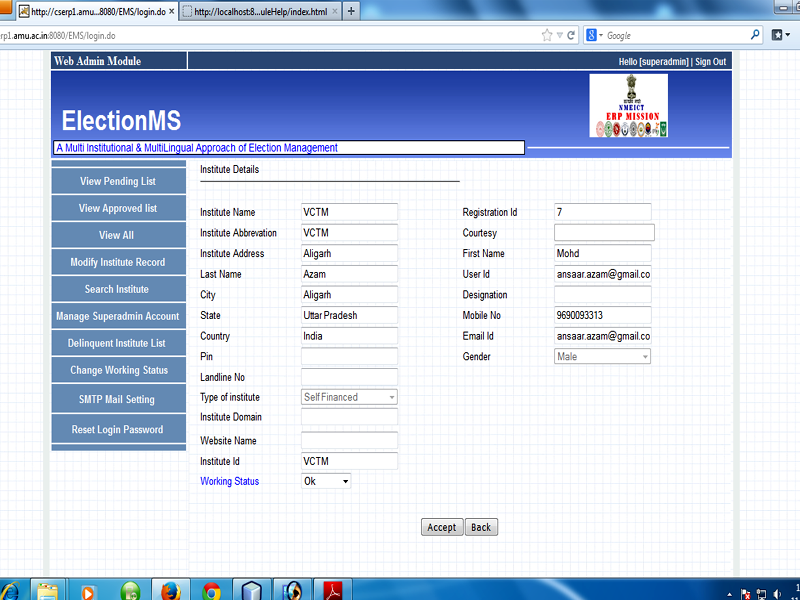 http://cserp1.amu....8080/EMS/login.do
http://localhost:8...uleHelp/index.html
rp1.amu.ac.in:8080/EMS/login.do
Google
Web Admin Module
Hello [superadmin] | Sign Out
ElectionMS
NMEICT
ERP MISSION
A Multi Institutional & MultiLingual Approach of Election Management
View Pending List
View Approved list
View All
Modify Institute Record
Search Institute
Manage Superadmin Account
Delinquent Institute List
Change Working Status
SMTP Mail Setting
Reset Login Password
Institute Details
Institute Name VCTM Registration Id 7
Institute Abbrevation VCTM Courtesy
Institute Address Aligarh First Name Mohd
Last Name Azam User Id ansaar.azam@gmail.co
City Aligarh Designation
State Uttar Pradesh Mobile No 9690093313
Country India Email Id ansaar.azam@gmail.co
Pin Gender Male
Landline No
Type of institute Self Financed
Institute Domain
Website Name
Institute Id VCTM
Working Status Ok
Accept Back